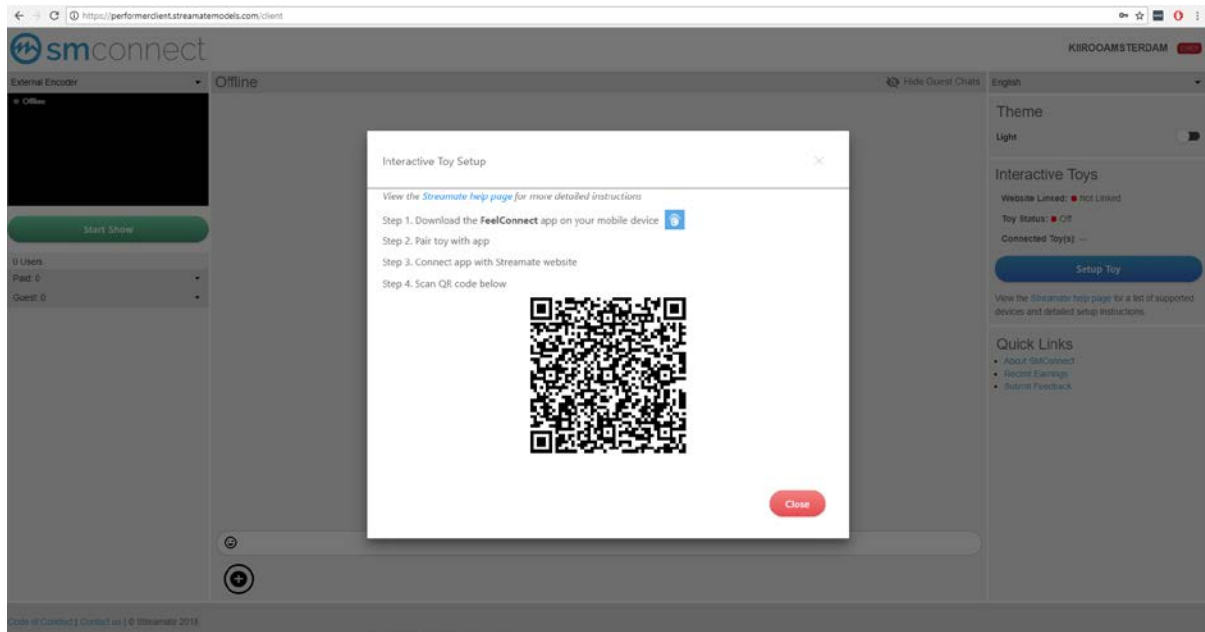 https://performerclient.streamatemodels.com/client
smconnect
KIIROOAMSTERDAM
External Encoder
Offline
Hide Guest Chats
English
Offline
Theme
Light
Interactive Toy Setup
Interactive Toys
View the Streamate help page for more detailed instructions
Website Linked: Not Linked
Step 1. Download the FeelConnect app on your mobile device
Toy Status: Off
Start Show
Step 2. Pair toy with app
Connected Toy(s): --
0 Users
Step 3. Connect app with Streamate website
Setup Toy
Paid: 0
Step 4. Scan QR code below
Guest: 0
View the Streamate help page for a list of supported
devices and detailed setup instructions.
Quick Links
About SMConnect
Recent Earnings
Submit Feedback
Close
Code of Conduct | Contact us | © Streamate 2018